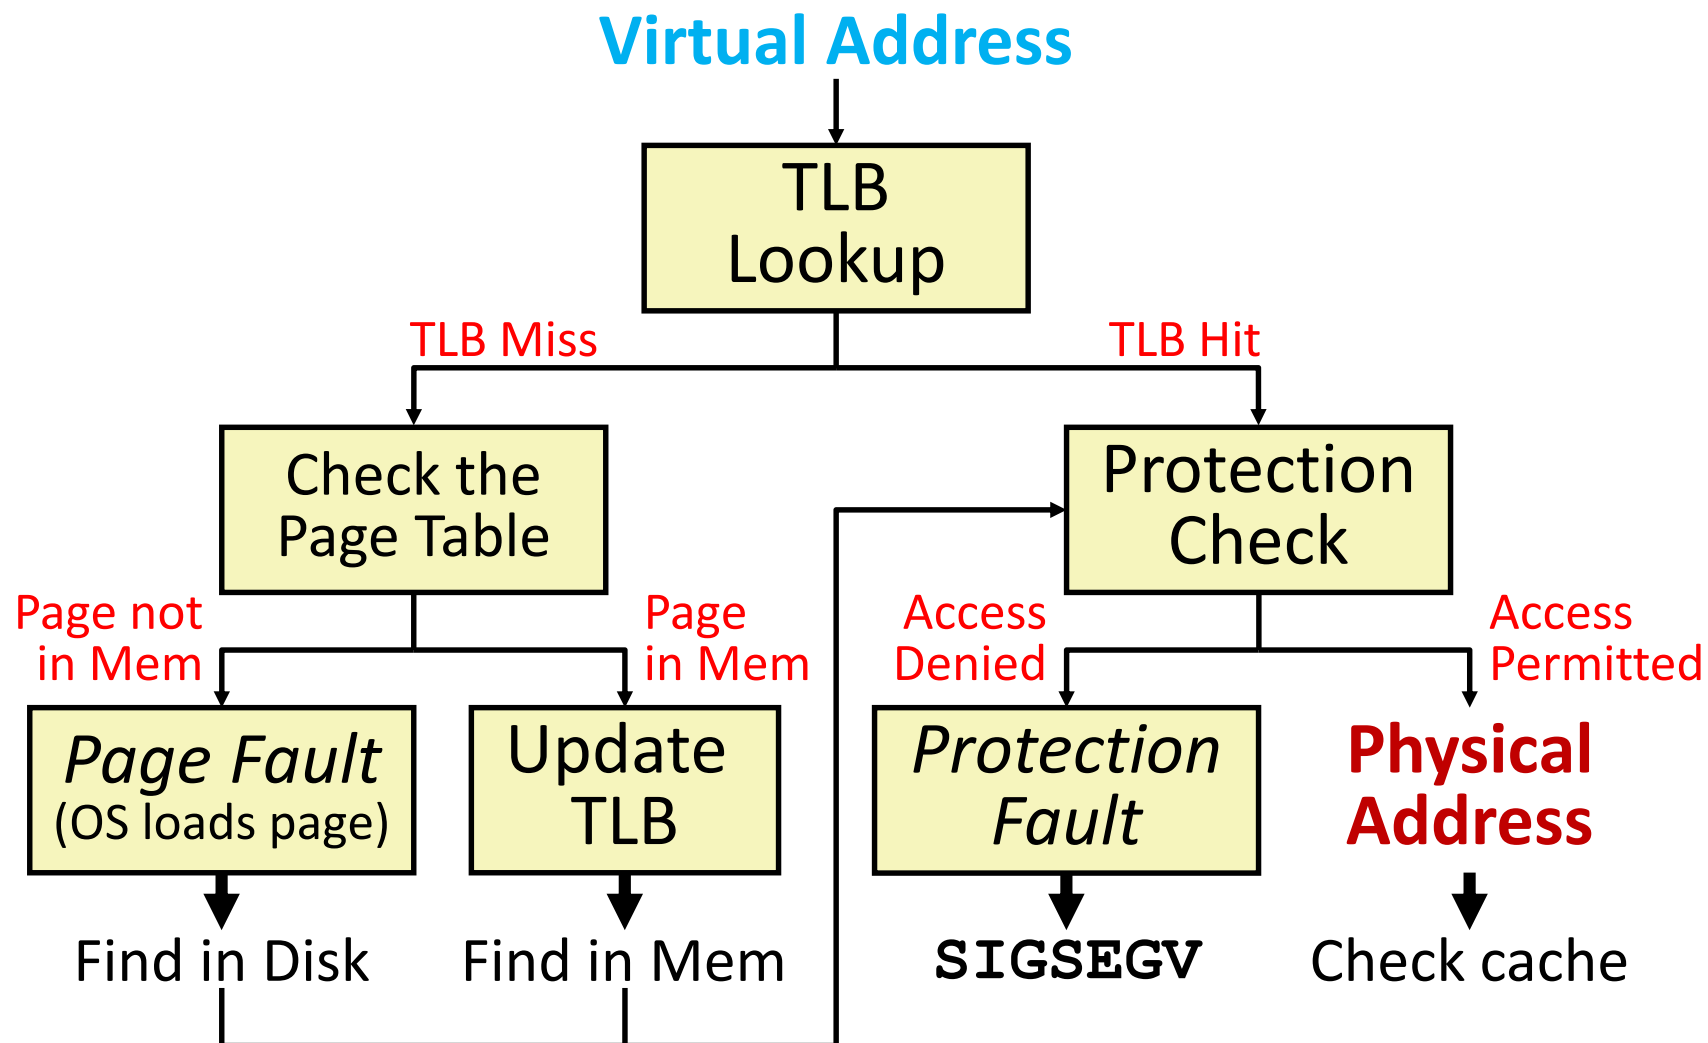 Virtual Address
TLB
Lookup
TLB Miss
TLB Hit
Check the
Page Table
Protection
Check
Page not
in Mem
Page
in Mem
Access
Denied
Access
Permitted
Page Fault
(OS loads page)
Update
TLB
Protection
Fault
Physical
Address
Find in Disk
Find in Mem
SIGSEGV
Check cache